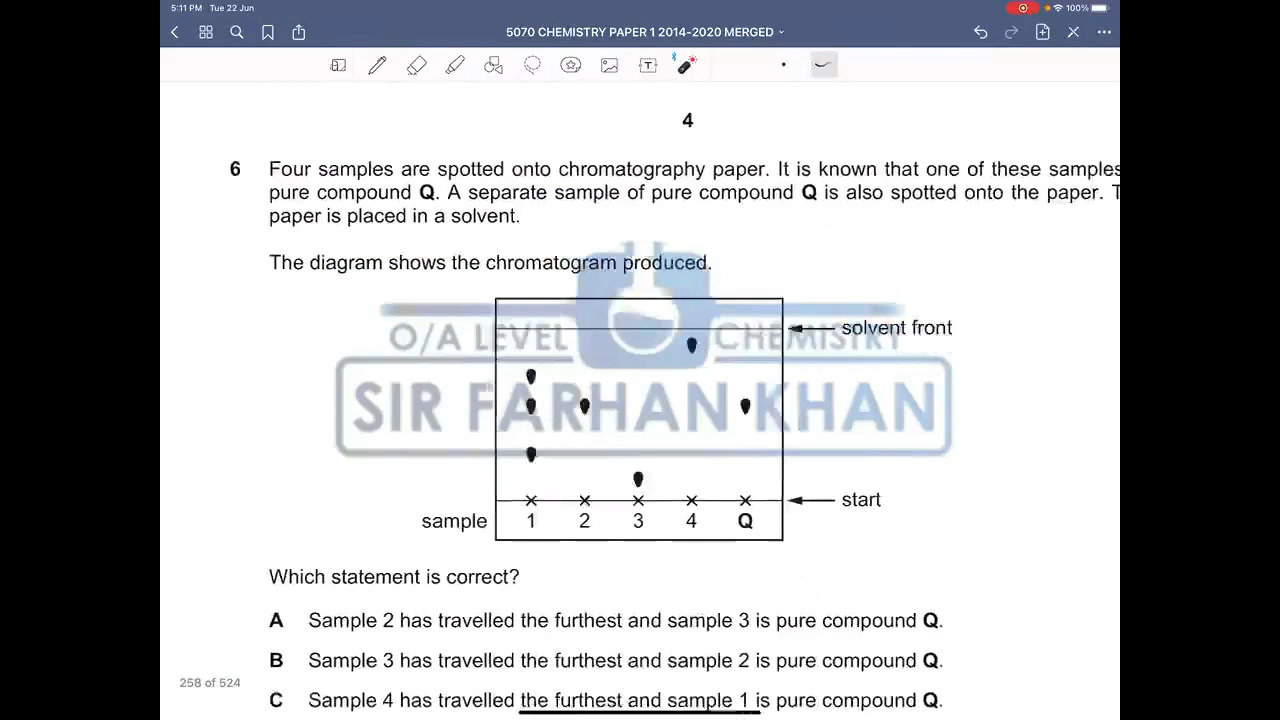 5:11 PM Tue 22 Jun
100%
5070 CHEMISTRY PAPER 1 2014-2020 MERGED
T
4
6 Four samples are spotted onto chromatography paper. It is known that one of these samples
pure compound Q. A separate sample of pure compound Q is also spotted onto the paper. T
paper is placed in a solvent.
The diagram shows the chromatogram produced.
solvent front
O/A LEVEL CHEMISTRY
SIR FARHAN KHAN
start
sample 1 2 3 4 Q
Which statement is correct?
A Sample 2 has travelled the furthest and sample 3 is pure compound Q.
B Sample 3 has travelled the furthest and sample 2 is pure compound Q.
258 of 524
C Sample 4 has travelled the furthest and sample 1 is pure compound Q.